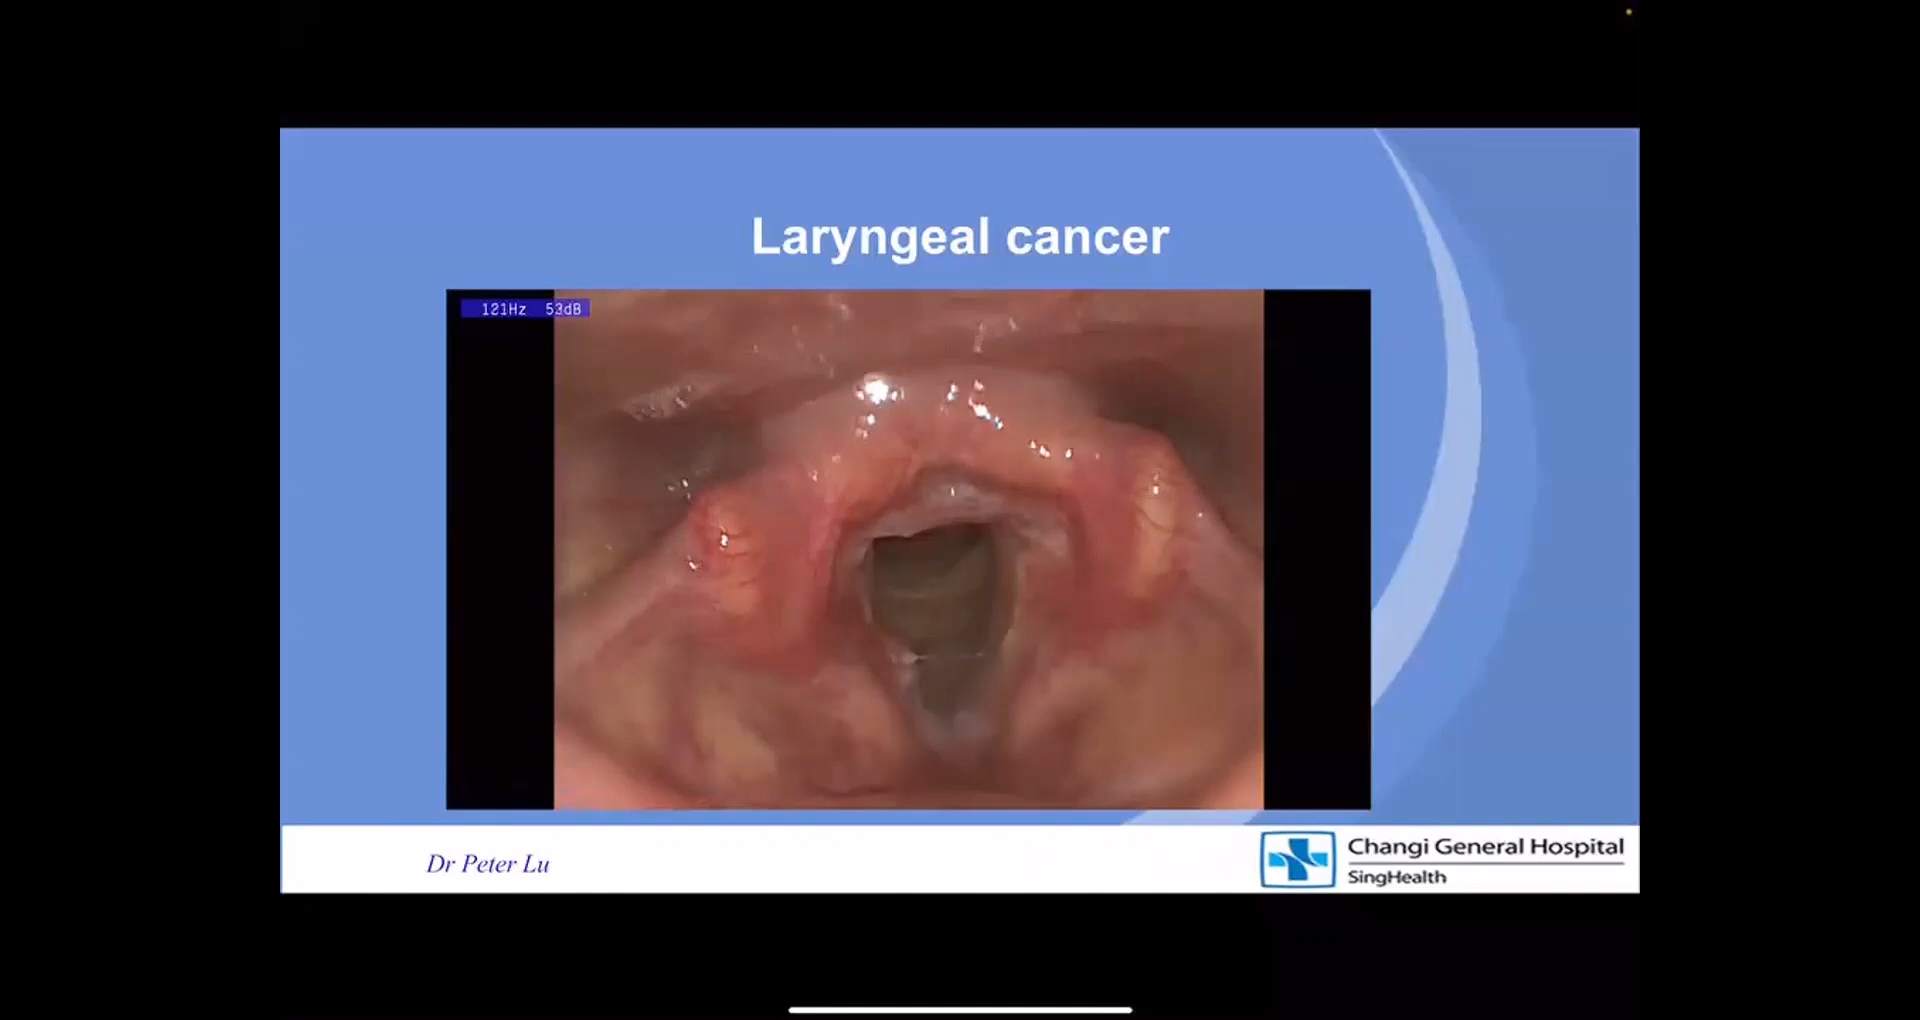 Laryngeal cancer
121Hz 53dB
Dr Peter Lu
Changi General Hospital
SingHealth